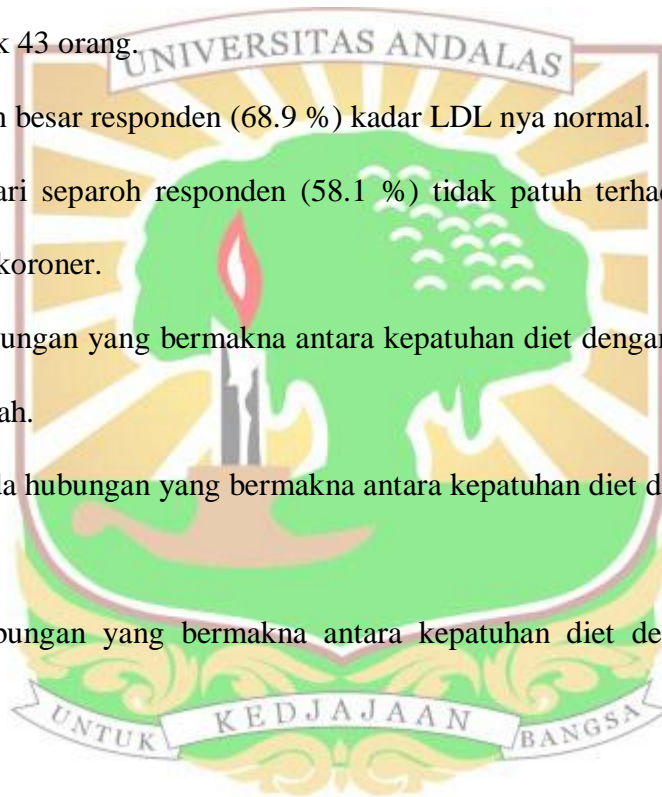 k 43 orang.
UNIVERSITAS ANDALAS
n besar responden (68.9 %) kadar LDL nya normal.
ari separoh responden (58.1 %) tidak patuh terha
koroner.
ungan yang bermakna antara kepatuhan diet dengan
ah.
la hubungan yang bermakna antara kepatuhan diet d
bungan yang bermakna antara kepatuhan diet de
UNTUK KEDJAJAAN BANGSA